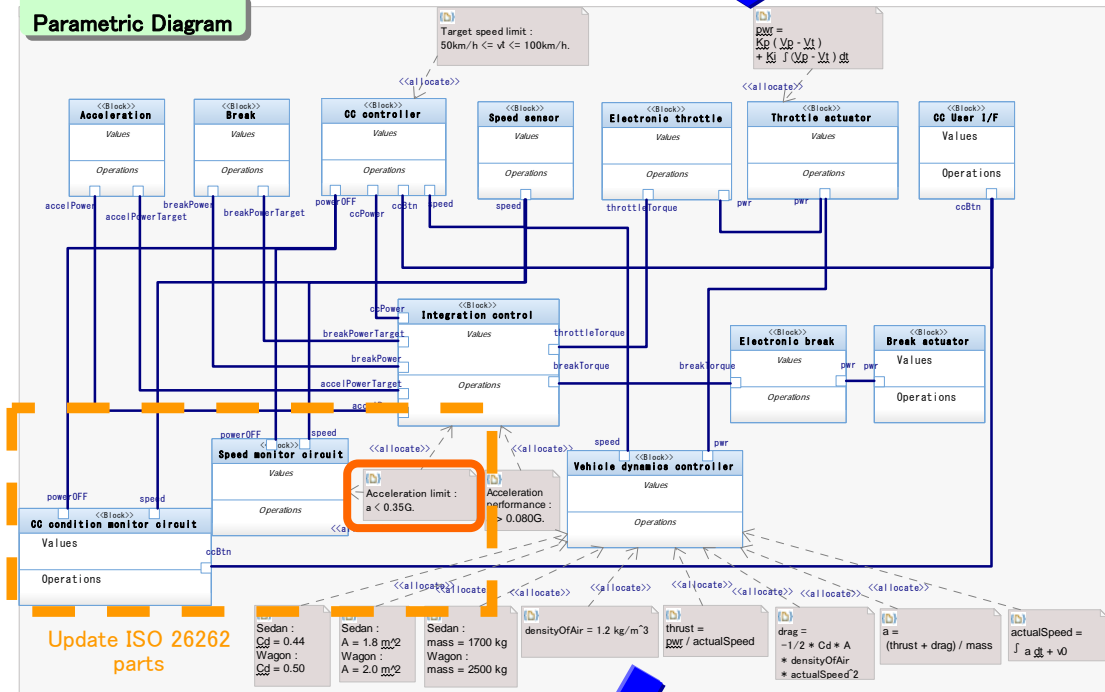 Parametric Diagram
Target speed limit :
50km/h <= vt <= 100km/h.
pwr =
Kp ( Vp - Vt )
+ Ki ∫ (Vp - Vt ) dt
<<allocate>>
<<allocate>>
<<Block>>
Acceleration
Values
Operations
<<Block>>
Break
Values
Operations
<<Block>>
CC controller
Values
Operations
<<Block>>
Speed sensor
Values
Operations
<<Block>>
Electronic throttle
Values
Operations
<<Block>>
Throttle actuator
Values
Operations
<<Block>>
CC User I/F
Values
Operations
accelPower
accelPowerTarget
breakPower
breakPowerTarget
powerOFF
ccPower
ccBtn
speed
speed
throttleTorque
pwr
pwr
ccBtn
<<Block>>
Integration control
Values
Operations
ccPower
breakPowerTarget
breakPower
accelPowerTarget
throttleTorque
breakTorque
<<Block>>
Electronic break
Values
Operations
breakTorque
pwr
pwr
<<Block>>
Break actuator
Values
Operations
powerOFF
speed
Speed monitor circuit
Values
Operations
<<allocate>>
<<allocate>>
Acceleration limit :
a < 0.35G.
Acceleration
performance :
> 0.080G.
speed
pwr
<<Block>>
Vehicle dynamics controller
Values
Operations
powerOFF
speed
<<Block>>
CC condition monitor circuit
Values
Operations
ccBtn
<<allocate>>
<<allocate>>
<<allocate>>
<<allocate>>
<<allocate>>
<<allocate>>
<<allocate>>
<<allocate>>
Update ISO 26262
parts
Sedan :
Cd = 0.44
Wagon :
Cd = 0.50
Sedan :
A = 1.8 m^2
Wagon :
A = 2.0 m^2
Sedan :
mass = 1700 kg
Wagon :
mass = 2500 kg
densityOfAir = 1.2 kg/m^3
thrust =
pwr / actualSpeed
drag =
-1/2 * Cd * A
* densityOfAir
* actualSpeed^2
a =
(thrust + drag) / mass
actualSpeed =
∫ a dt + v0